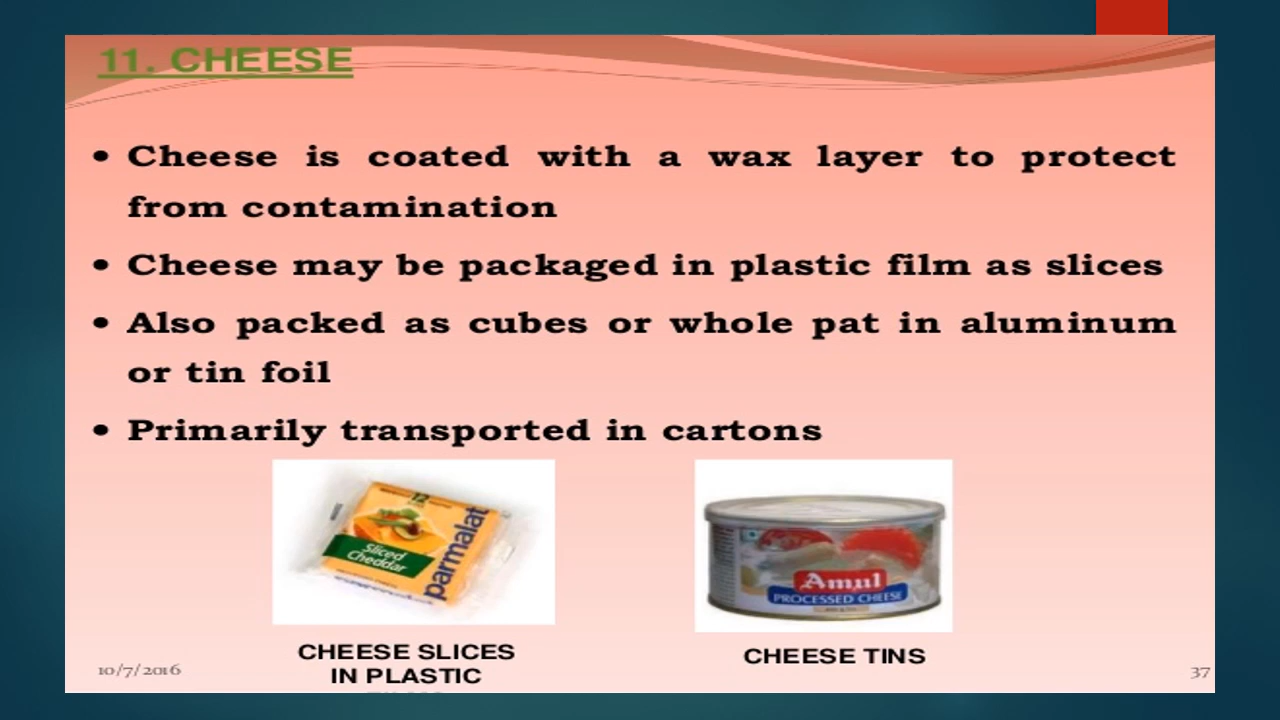 11. CHEESE
• Cheese is coated with a wax layer to protect
from contamination
• Cheese may be packaged in plastic film as slices
• Also packed as cubes or whole pat in aluminum
or tin foil
• Primarily transported in cartons
12
Sliced
Cheddar
parmalat
Amul
PROCESSED CHEESE
CHEESE SLICES
IN PLASTIC
CHEESE TINS
10/7/2016
37